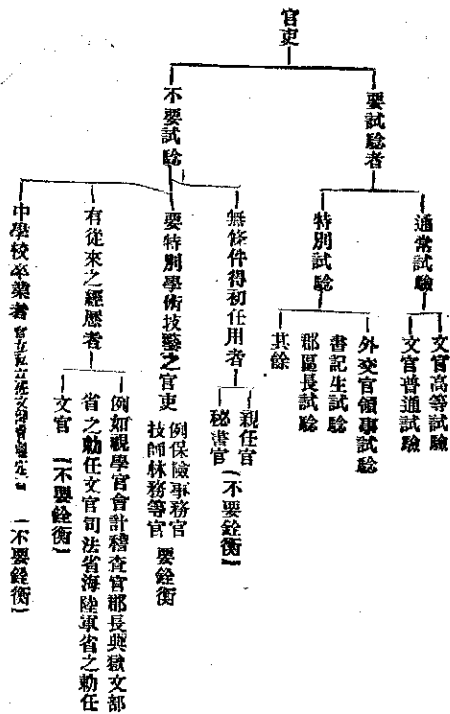 官吏
要試驗者
通常試驗
文官高等試驗
文官普通試驗
特別試驗
外交官領事試驗
書記生試驗
郡區長試驗
其餘
不要試驗
無條件得初任用者
親任官
秘書官（不要銓衡）
要特別學術技藝之官吏
例保險事務官
技師林務等官
要銓衡
有從來之經歷者
例如視學官會計稽查官郡長典獄文部
省之勅任文官司法省海陸軍省之勅任
文官（不要銓衡）
中學校卒業者
（不要銓衡）